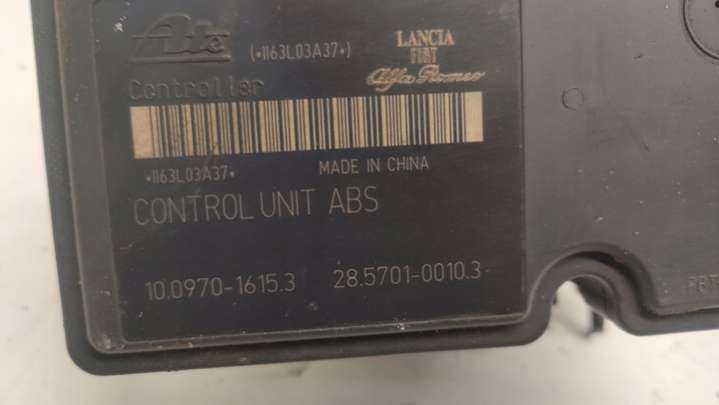 Ate (*1163L03A37*)
LANCIA
FIAT
Alfa Romeo
Controller
*1163L03A37*
MADE IN CHINA
CONTROL UNIT ABS
10.0970-1615.3 28.5701-0010.3